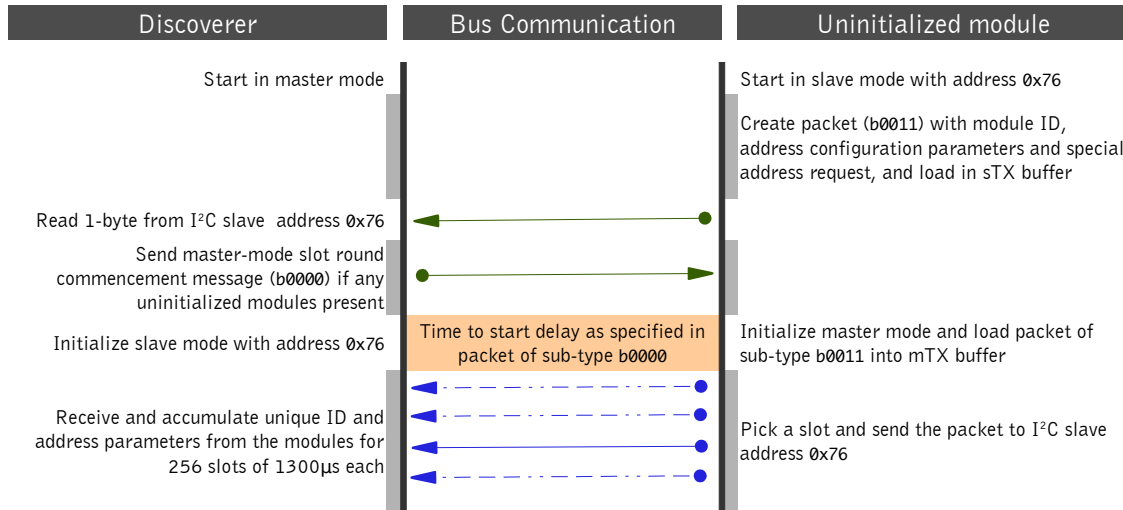 Discoverer
Bus Communication
Uninitialized module
Start in master mode
Start in slave mode with address 0x76
Create packet (b0011) with module ID,
address configuration parameters and special
address request, and load in sTX buffer
Read 1-byte from I²C slave  address 0x76
Send master-mode slot round
commencement message (b0000) if any
uninitialized modules present
Initialize slave mode with address 0x76
Time to start delay as specified in
packet of sub-type b0000
Initialize master mode and load packet of
sub-type b0011 into mTX buffer
Receive and accumulate unique ID and
address parameters from the modules for
256 slots of 1300µs each
Pick a slot and send the packet to I²C slave
address 0x76